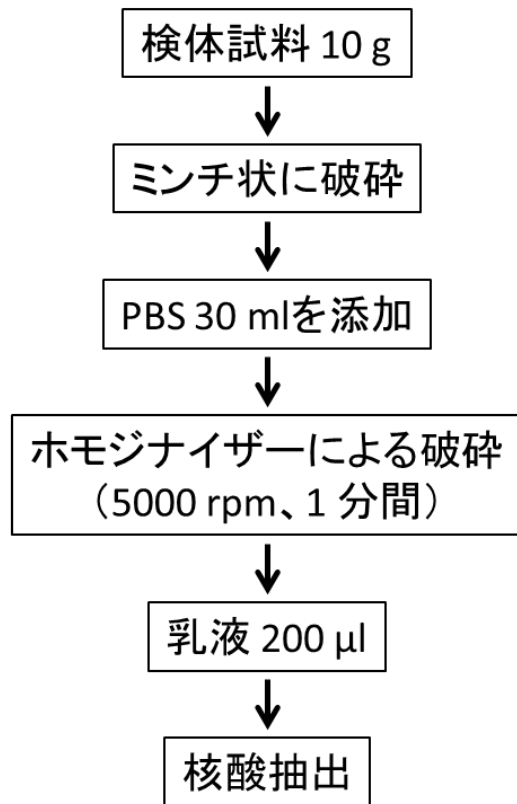 検体試料 10 g
ミンチ状に破砕
PBS 30 mlを添加
ホモジナイザーによる破砕
（5000 rpm、1 分間）
乳液 200 µl
核酸抽出